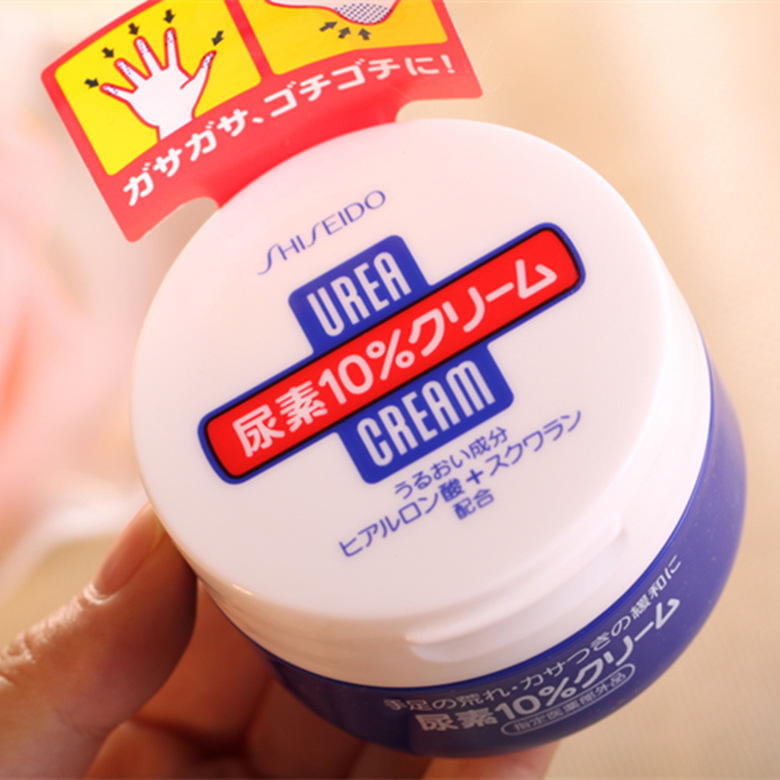 ガサガサ、ゴチゴチに!
SHISEIDO
UREA
尿素10%クリーム
CREAM
うるおい成分
ヒアルロン酸+スクワラン
配合
手足の荒れ・カサつきの緩和に
尿素10%クリーム
指定医薬部外品